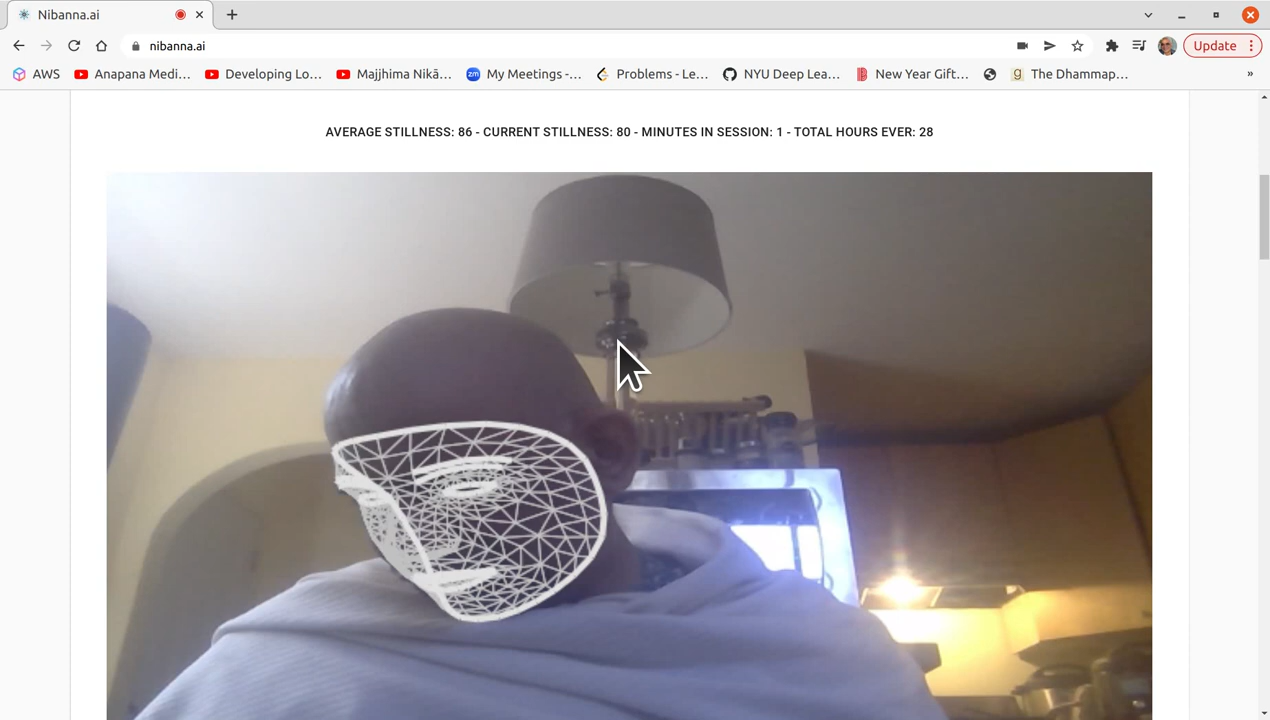 Nibanna.ai
nibanna.ai
Update
AWS Anapana Medi... Developing Lo... Majjhima Nikā... My Meetings -... Problems - Le... NYU Deep Lea... New Year Gift... The Dhammap... »
AVERAGE STILLNESS: 86 - CURRENT STILLNESS: 80 - MINUTES IN SESSION: 1 - TOTAL HOURS EVER: 28